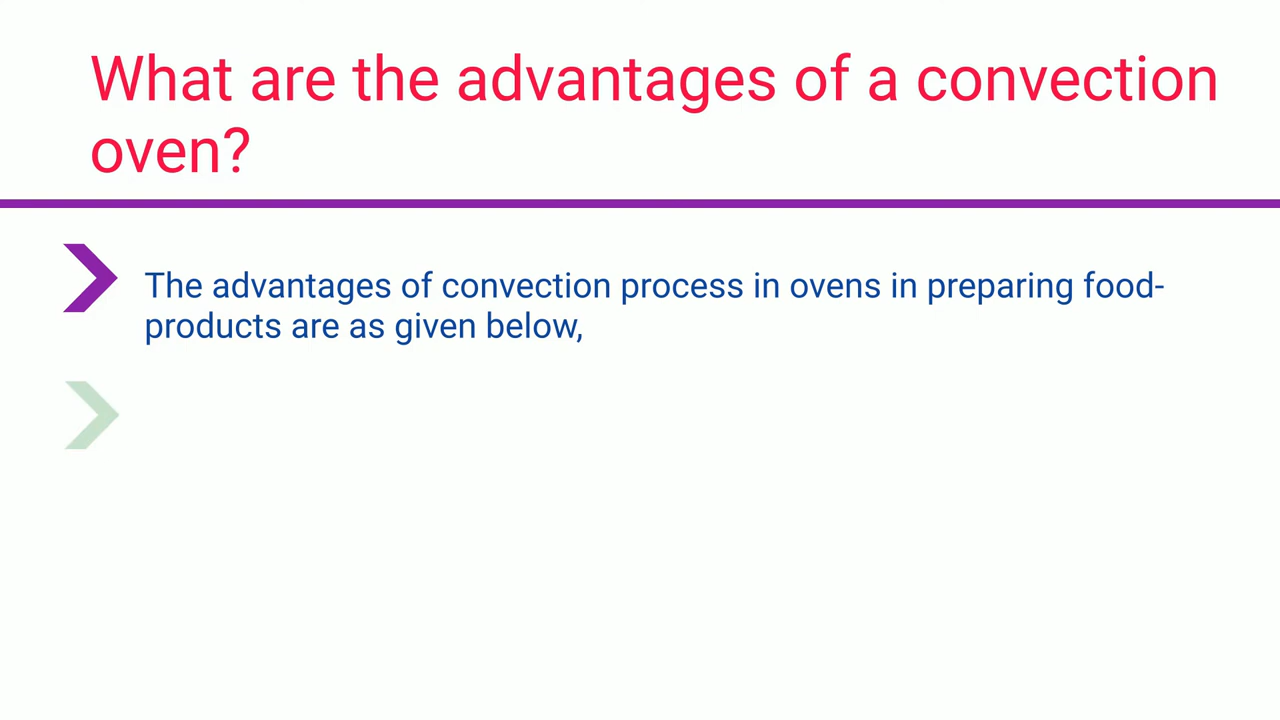 What are the advantages of a convection
oven?
The advantages of convection process in ovens in preparing food-
products are as given below,